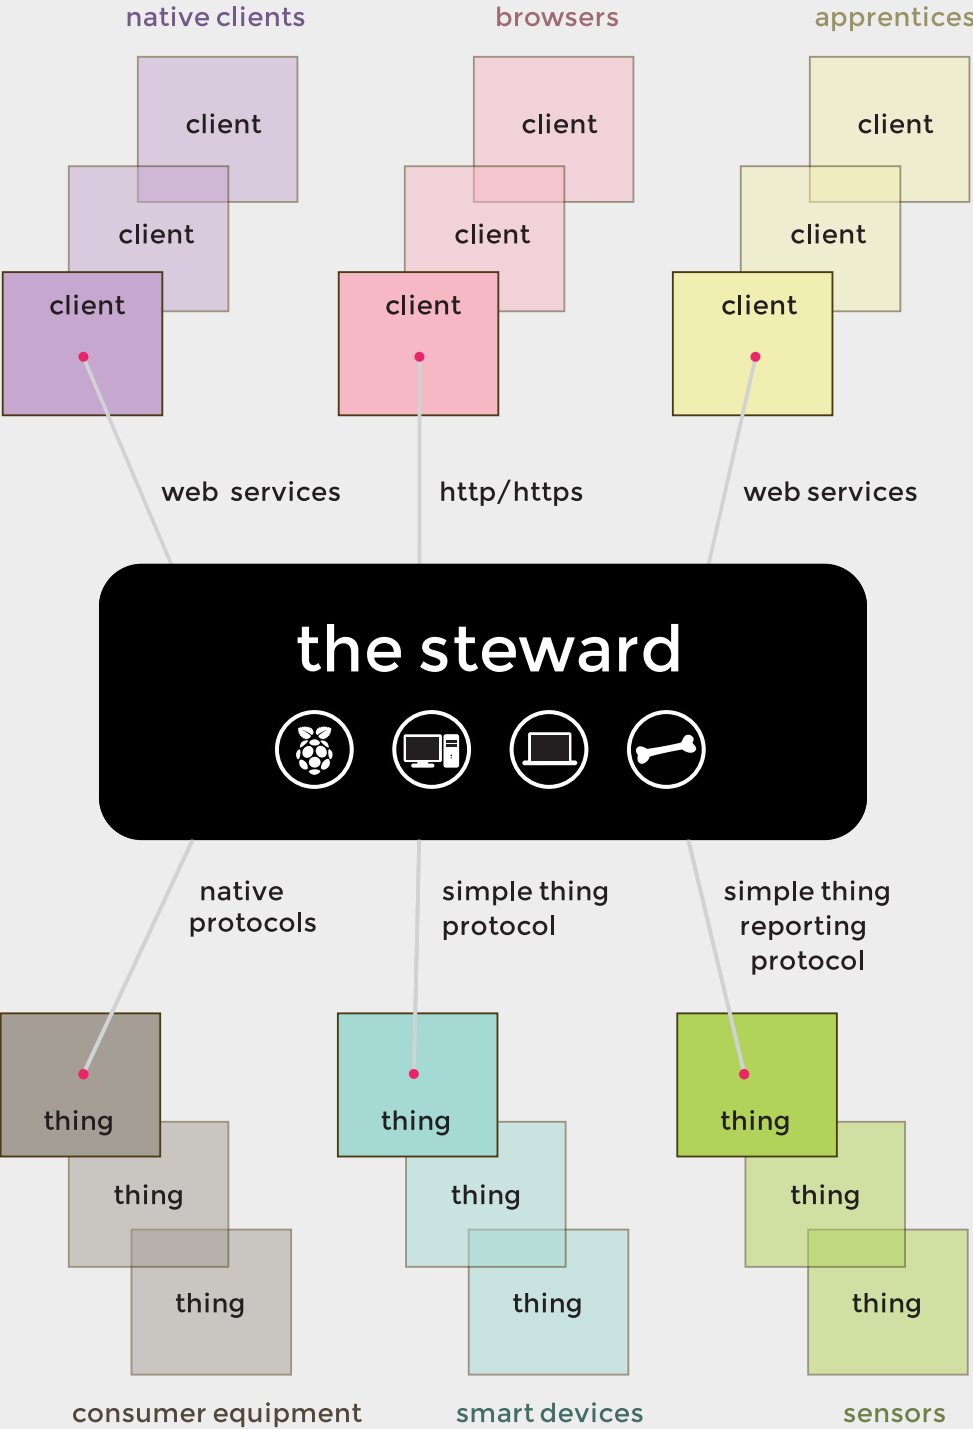 native clients
browsers
apprentices
client
client
client
client
client
client
client
client
client
web services
http/https
web services
the steward
native
protocols
simple thing
protocol
simple thing
reporting
protocol
thing
thing
thing
thing
thing
thing
thing
thing
thing
consumer equipment
smart devices
sensors